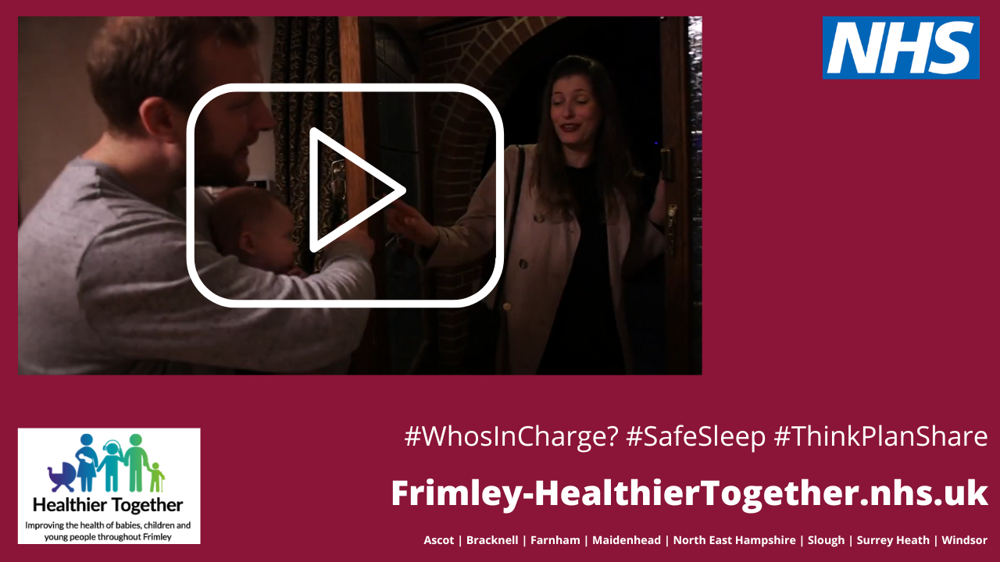 NHS
#WhosInCharge? #SafeSleep #ThinkPlanShare
Frimley-HealthierTogether.nhs.uk
Ascot | Bracknell | Farnham | Maidenhead | North East Hampshire | Slough | Surrey Heath | Windsor
Healthier Together
Improving the health of babies, children and
young people throughout Frimley